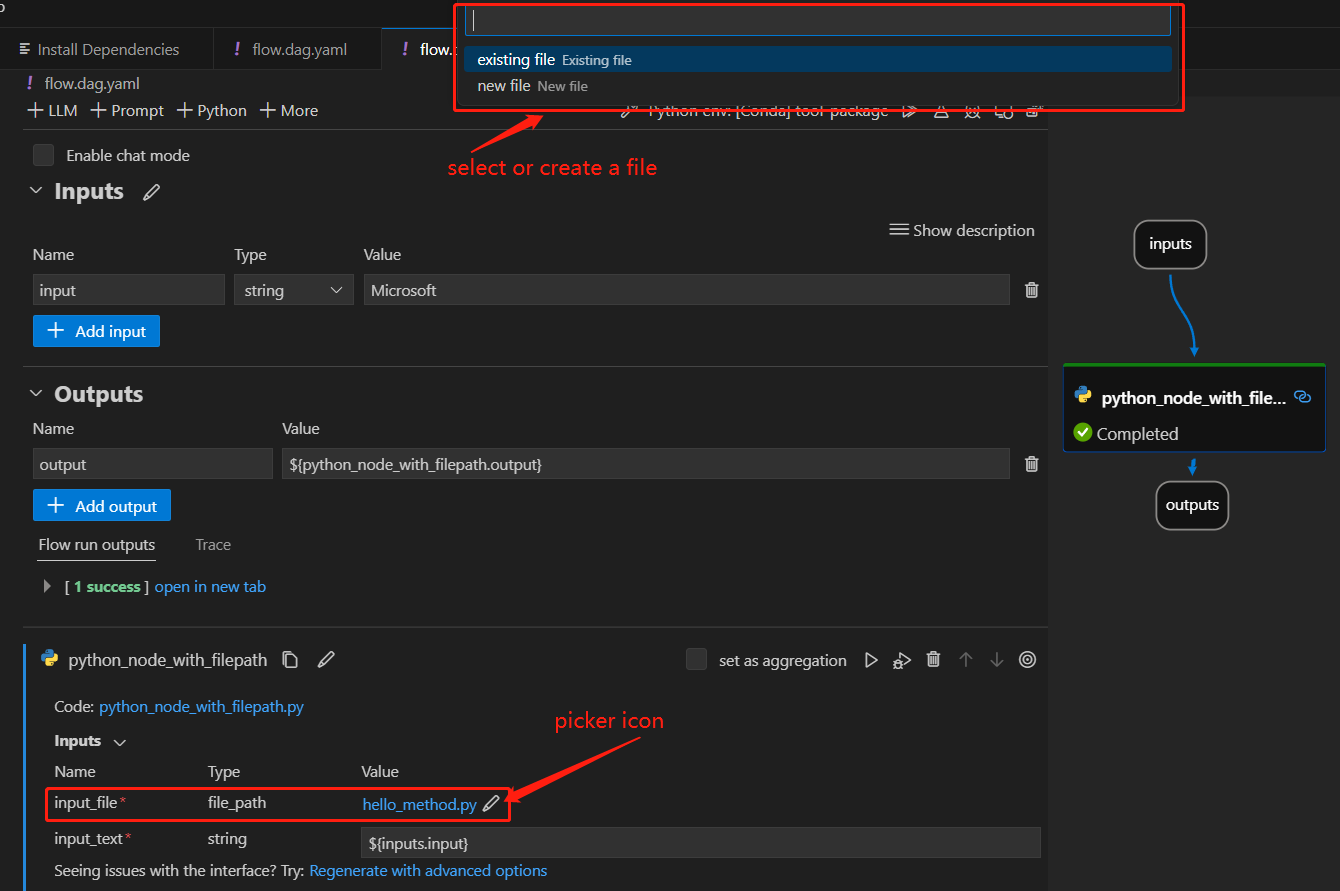 Install Dependencies
! flow.dag.yaml
! flow.
existing file Existing file
new file New file
! flow.dag.yaml
+ LLM + Prompt + Python + More
Python env: [Conda] tool-package
select or create a file
Enable chat mode
Inputs
Show description
Name Type Value
input string Microsoft
+ Add input
Outputs
Name Value
output ${python_node_with_filepath.output}
+ Add output
Flow run outputs Trace
[ 1 success ] open in new tab
python_node_with_filepath
set as aggregation
Code: python_node_with_filepath.py
picker icon
Inputs
Name Type Value
input_file* file_path hello_method.py
input_text* string ${inputs.input}
Seeing issues with the interface? Try: Regenerate with advanced options
inputs
python_node_with_file...
Completed
outputs